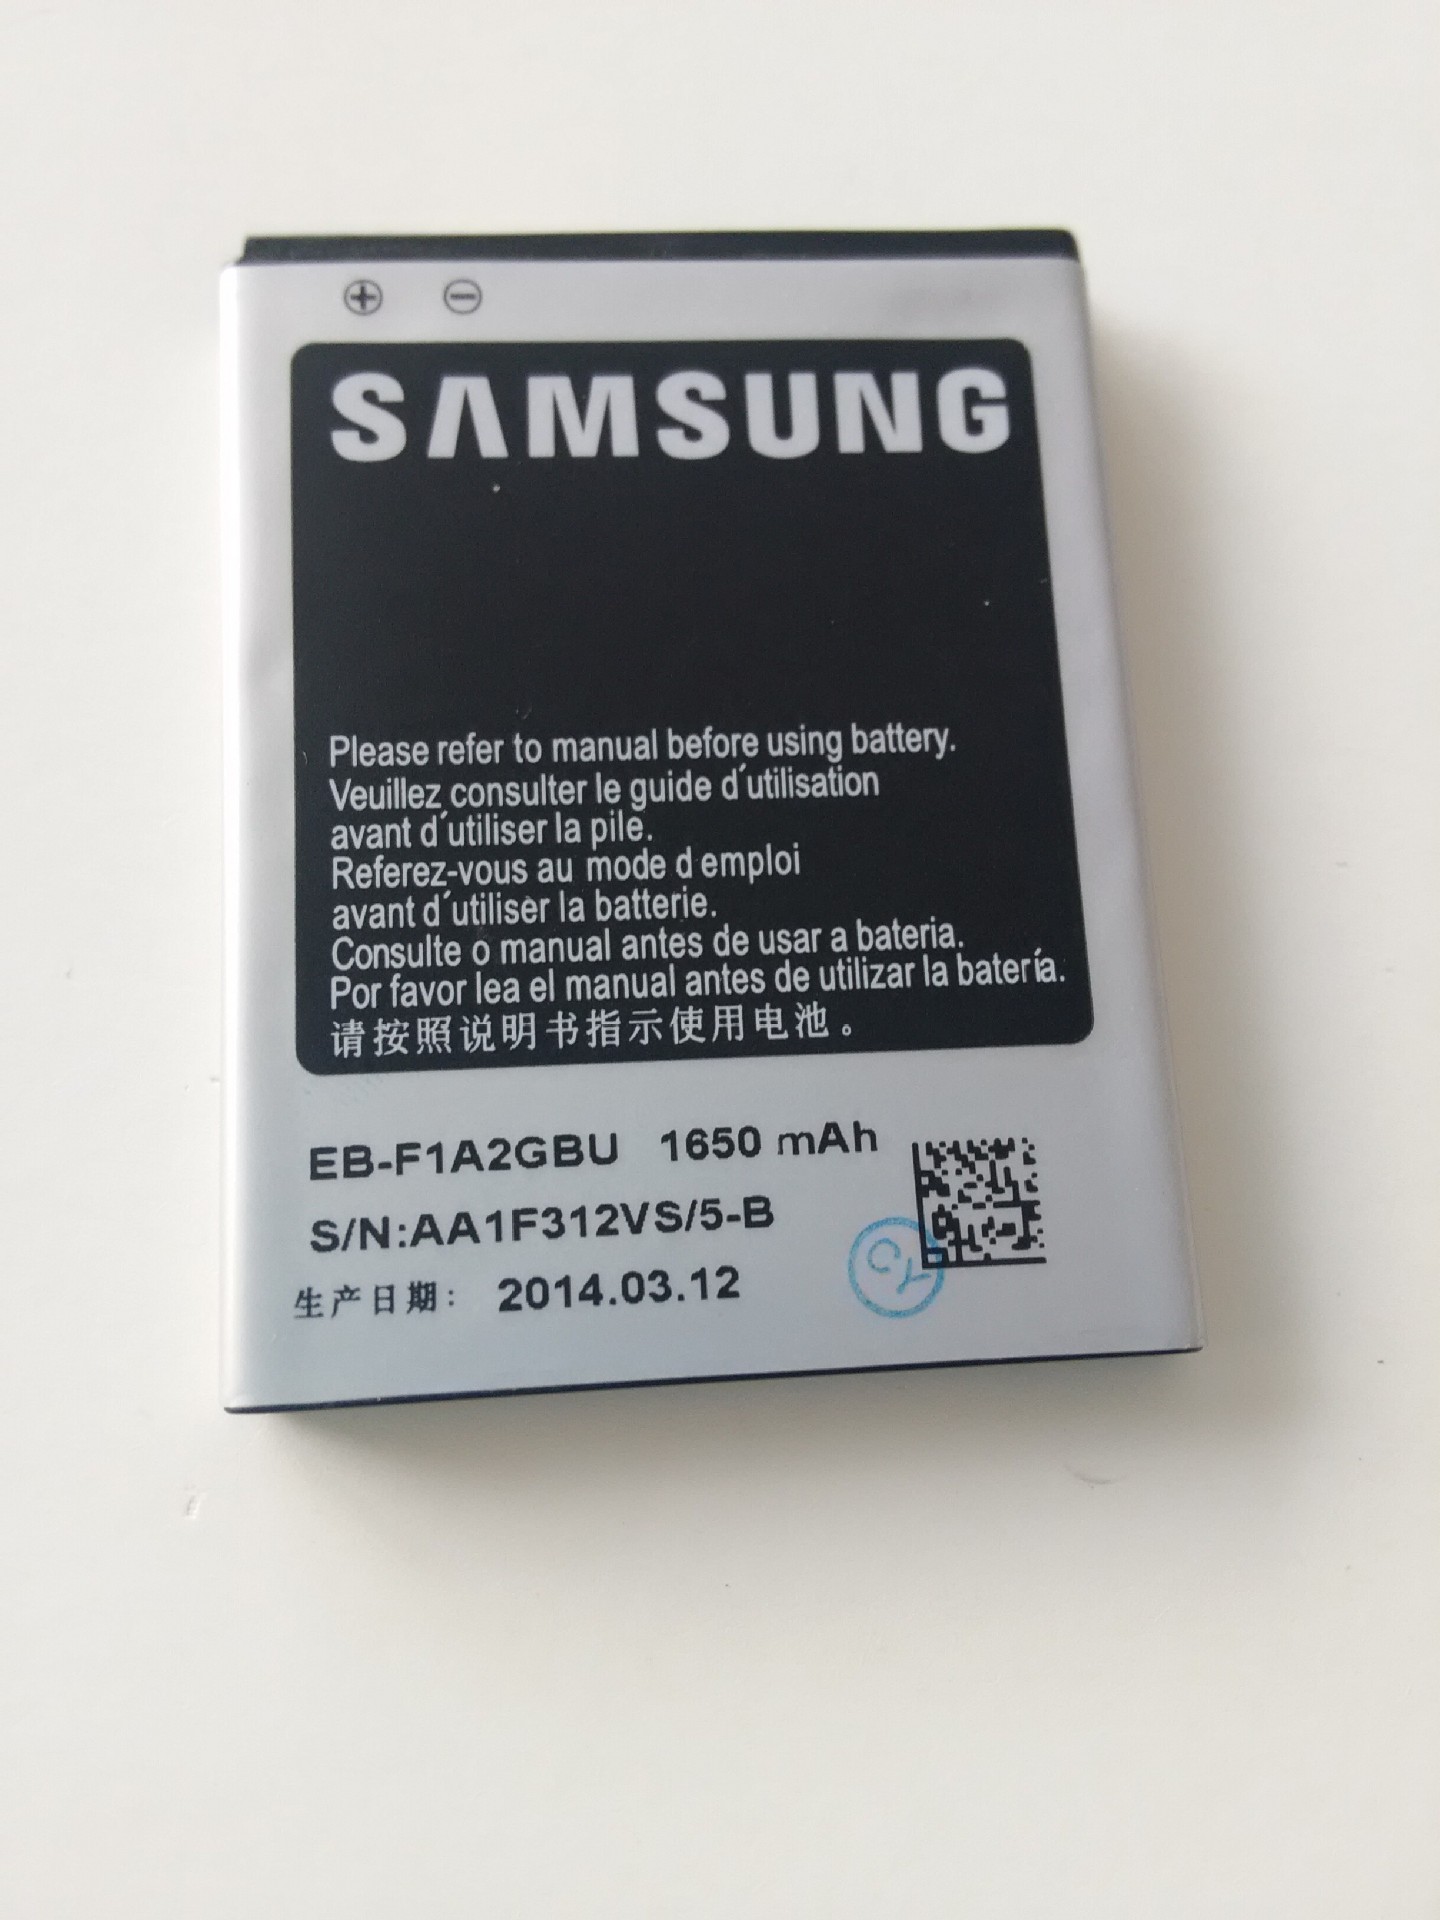 SAMSUNG
Please refer to manual before using battery.
Veuillez consulter le guide d´utilisation
avant d´utiliser la pile.
Referez-vous au mode d emploi
avant d´utiliser la batterie.
Consulte o manual antes de usar a bateria.
Por favor lea el manual antes de utilizar la batería.
请按照说明书指示使用电池。
EB-F1A2GBU 1650 mAh
S/N:AA1F312VS/5-B
生产日期: 2014.03.12
YC